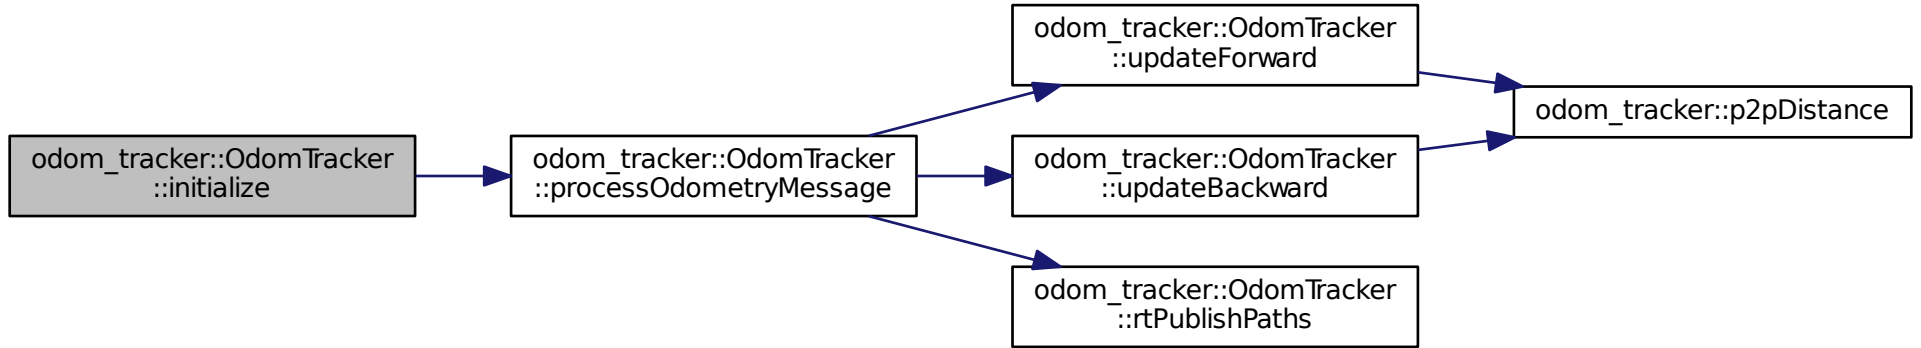 odom_tracker::OdomTracker
::initialize
odom_tracker::OdomTracker
::processOdometryMessage
odom_tracker::OdomTracker
::updateForward
odom_tracker::OdomTracker
::updateBackward
odom_tracker::OdomTracker
::rtPublishPaths
odom_tracker::p2pDistance